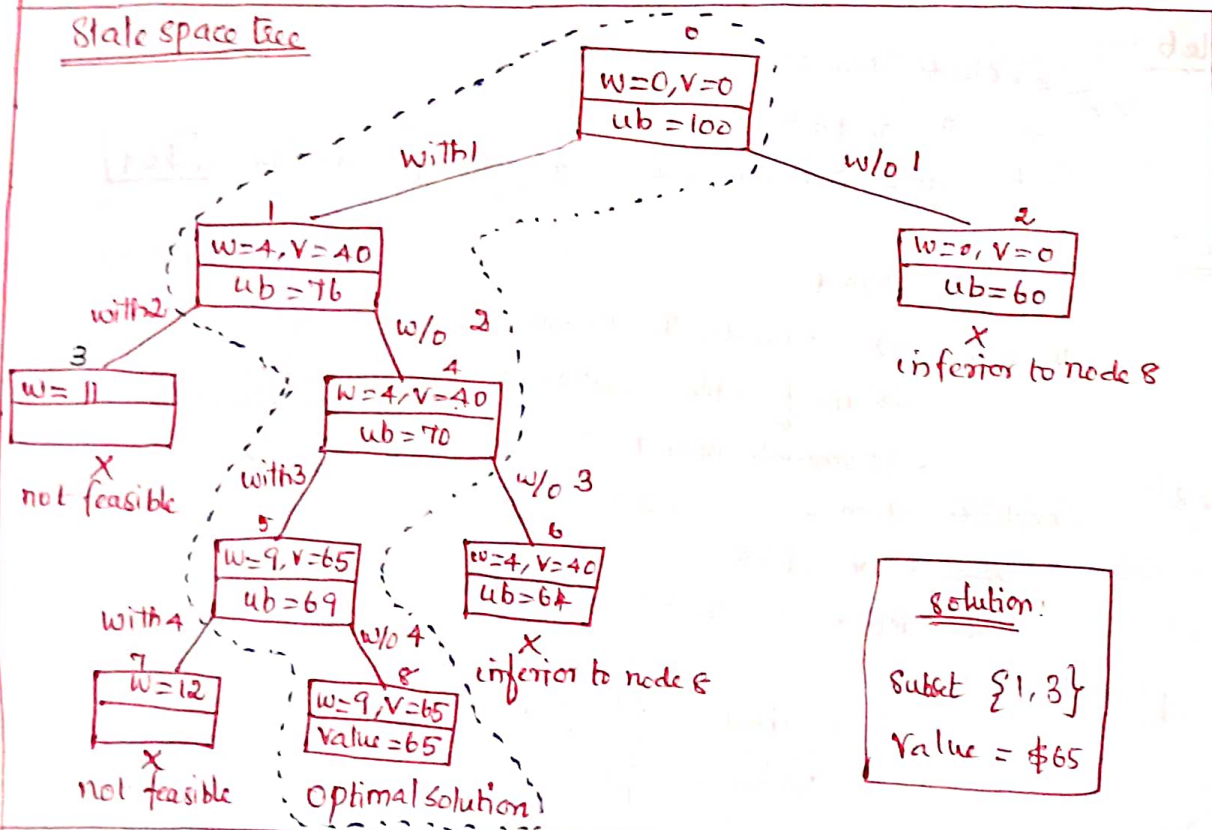 State space tree
0
W=0, V=0
ub =100
with1
w/o 1
1
W=4, V=40
ub =76
2
W=0, V=0
ub=60
X
inferior to node 8
with2
w/o 2
3
W= 11
X
not feasible
4
W=4, V=40
ub=70
with3
w/o 3
5
W=9, V=65
ub=69
6
W=4, V=40
ub=64
X
inferior to node 8
with4
w/o 4
7
W=12
X
not feasible
8
W=9, V=65
Value =65
optimal solution
solution:
Subset {1,3}
Value = $65